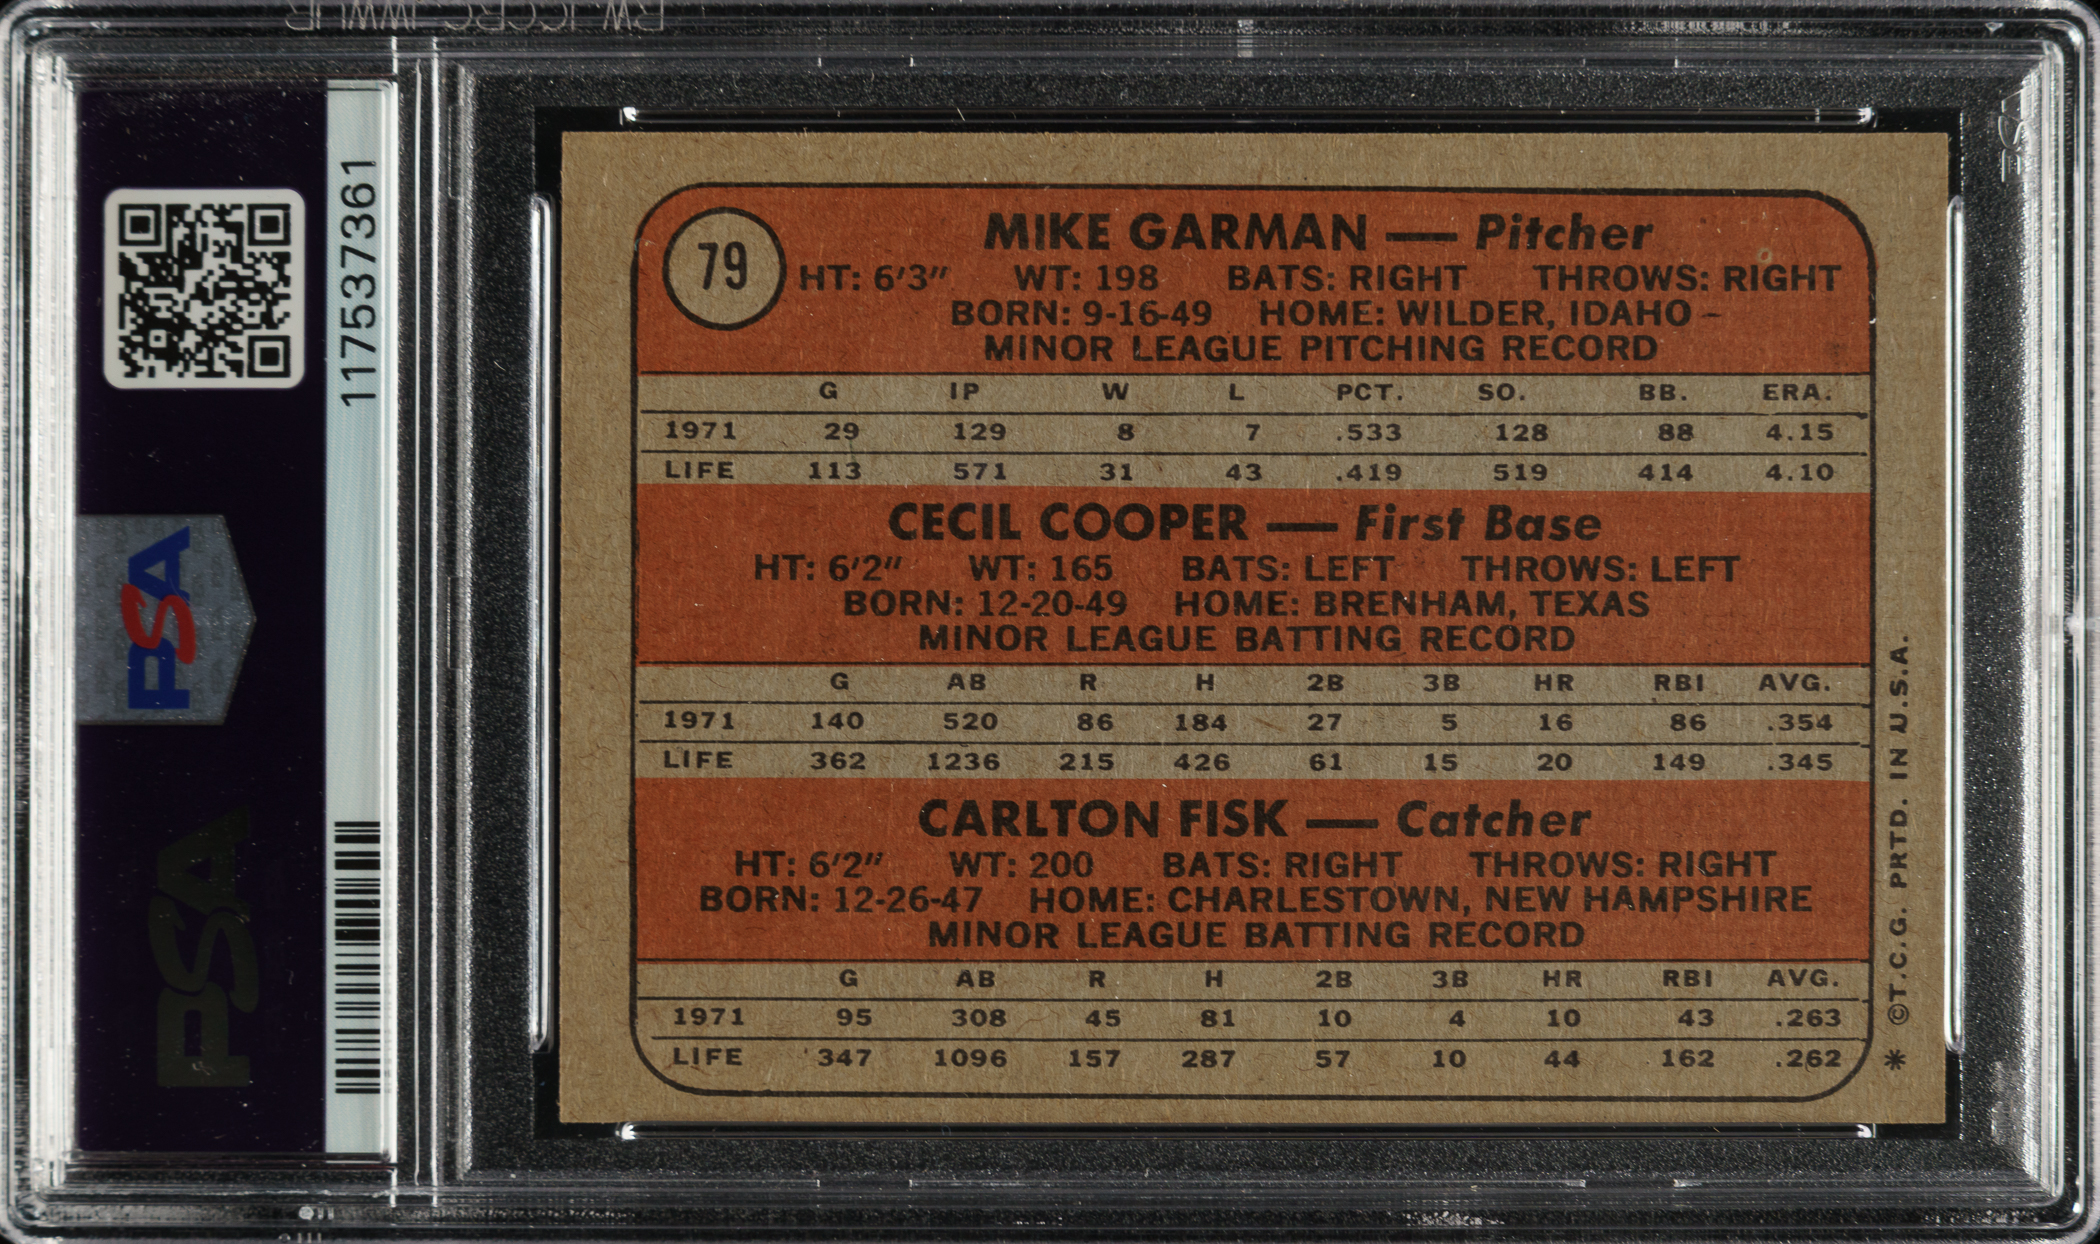 117537361
PSA
PSA
79
MIKE GARMAN — Pitcher
HT: 6'3" WT: 198 BATS: RIGHT THROWS: RIGHT
BORN: 9-16-49 HOME: WILDER, IDAHO
MINOR LEAGUE PITCHING RECORD
G IP W L PCT. SO. BB. ERA.
1971 29 129 8 7 .533 128 88 4.15
LIFE 113 571 31 43 .419 519 414 4.10
CECIL COOPER — First Base
HT: 6'2" WT: 165 BATS: LEFT THROWS: LEFT
BORN: 12-20-49 HOME: BRENHAM, TEXAS
MINOR LEAGUE BATTING RECORD
G AB R H 2B 3B HR RBI AVG.
1971 140 520 86 184 27 5 16 86 .354
LIFE 362 1236 215 426 61 15 20 149 .345
CARLTON FISK — Catcher
HT: 6'2" WT: 200 BATS: RIGHT THROWS: RIGHT
BORN: 12-26-47 HOME: CHARLESTOWN, NEW HAMPSHIRE
MINOR LEAGUE BATTING RECORD
G AB R H 2B 3B HR RBI AVG.
1971 95 308 45 81 10 4 10 43 .263
LIFE 347 1096 157 287 57 10 44 162 .262
* ©T.C.G. PRTD. IN U.S.A.